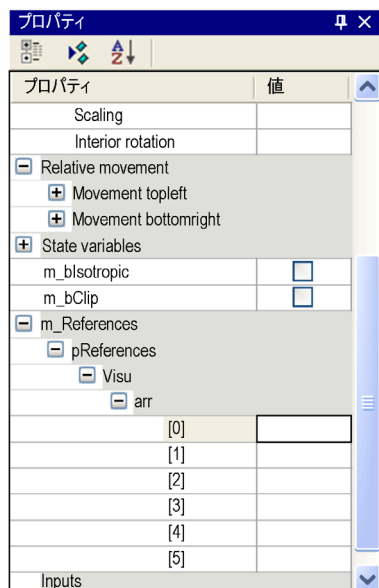 プロパティ
プロパティ 値
Scaling
Interior rotation
Relative movement
Movement topleft
Movement bottomright
State variables
m_bIsotropic
m_bClip
m_References
pReferences
Visu
arr
[0]
[1]
[2]
[3]
[4]
[5]
Inputs